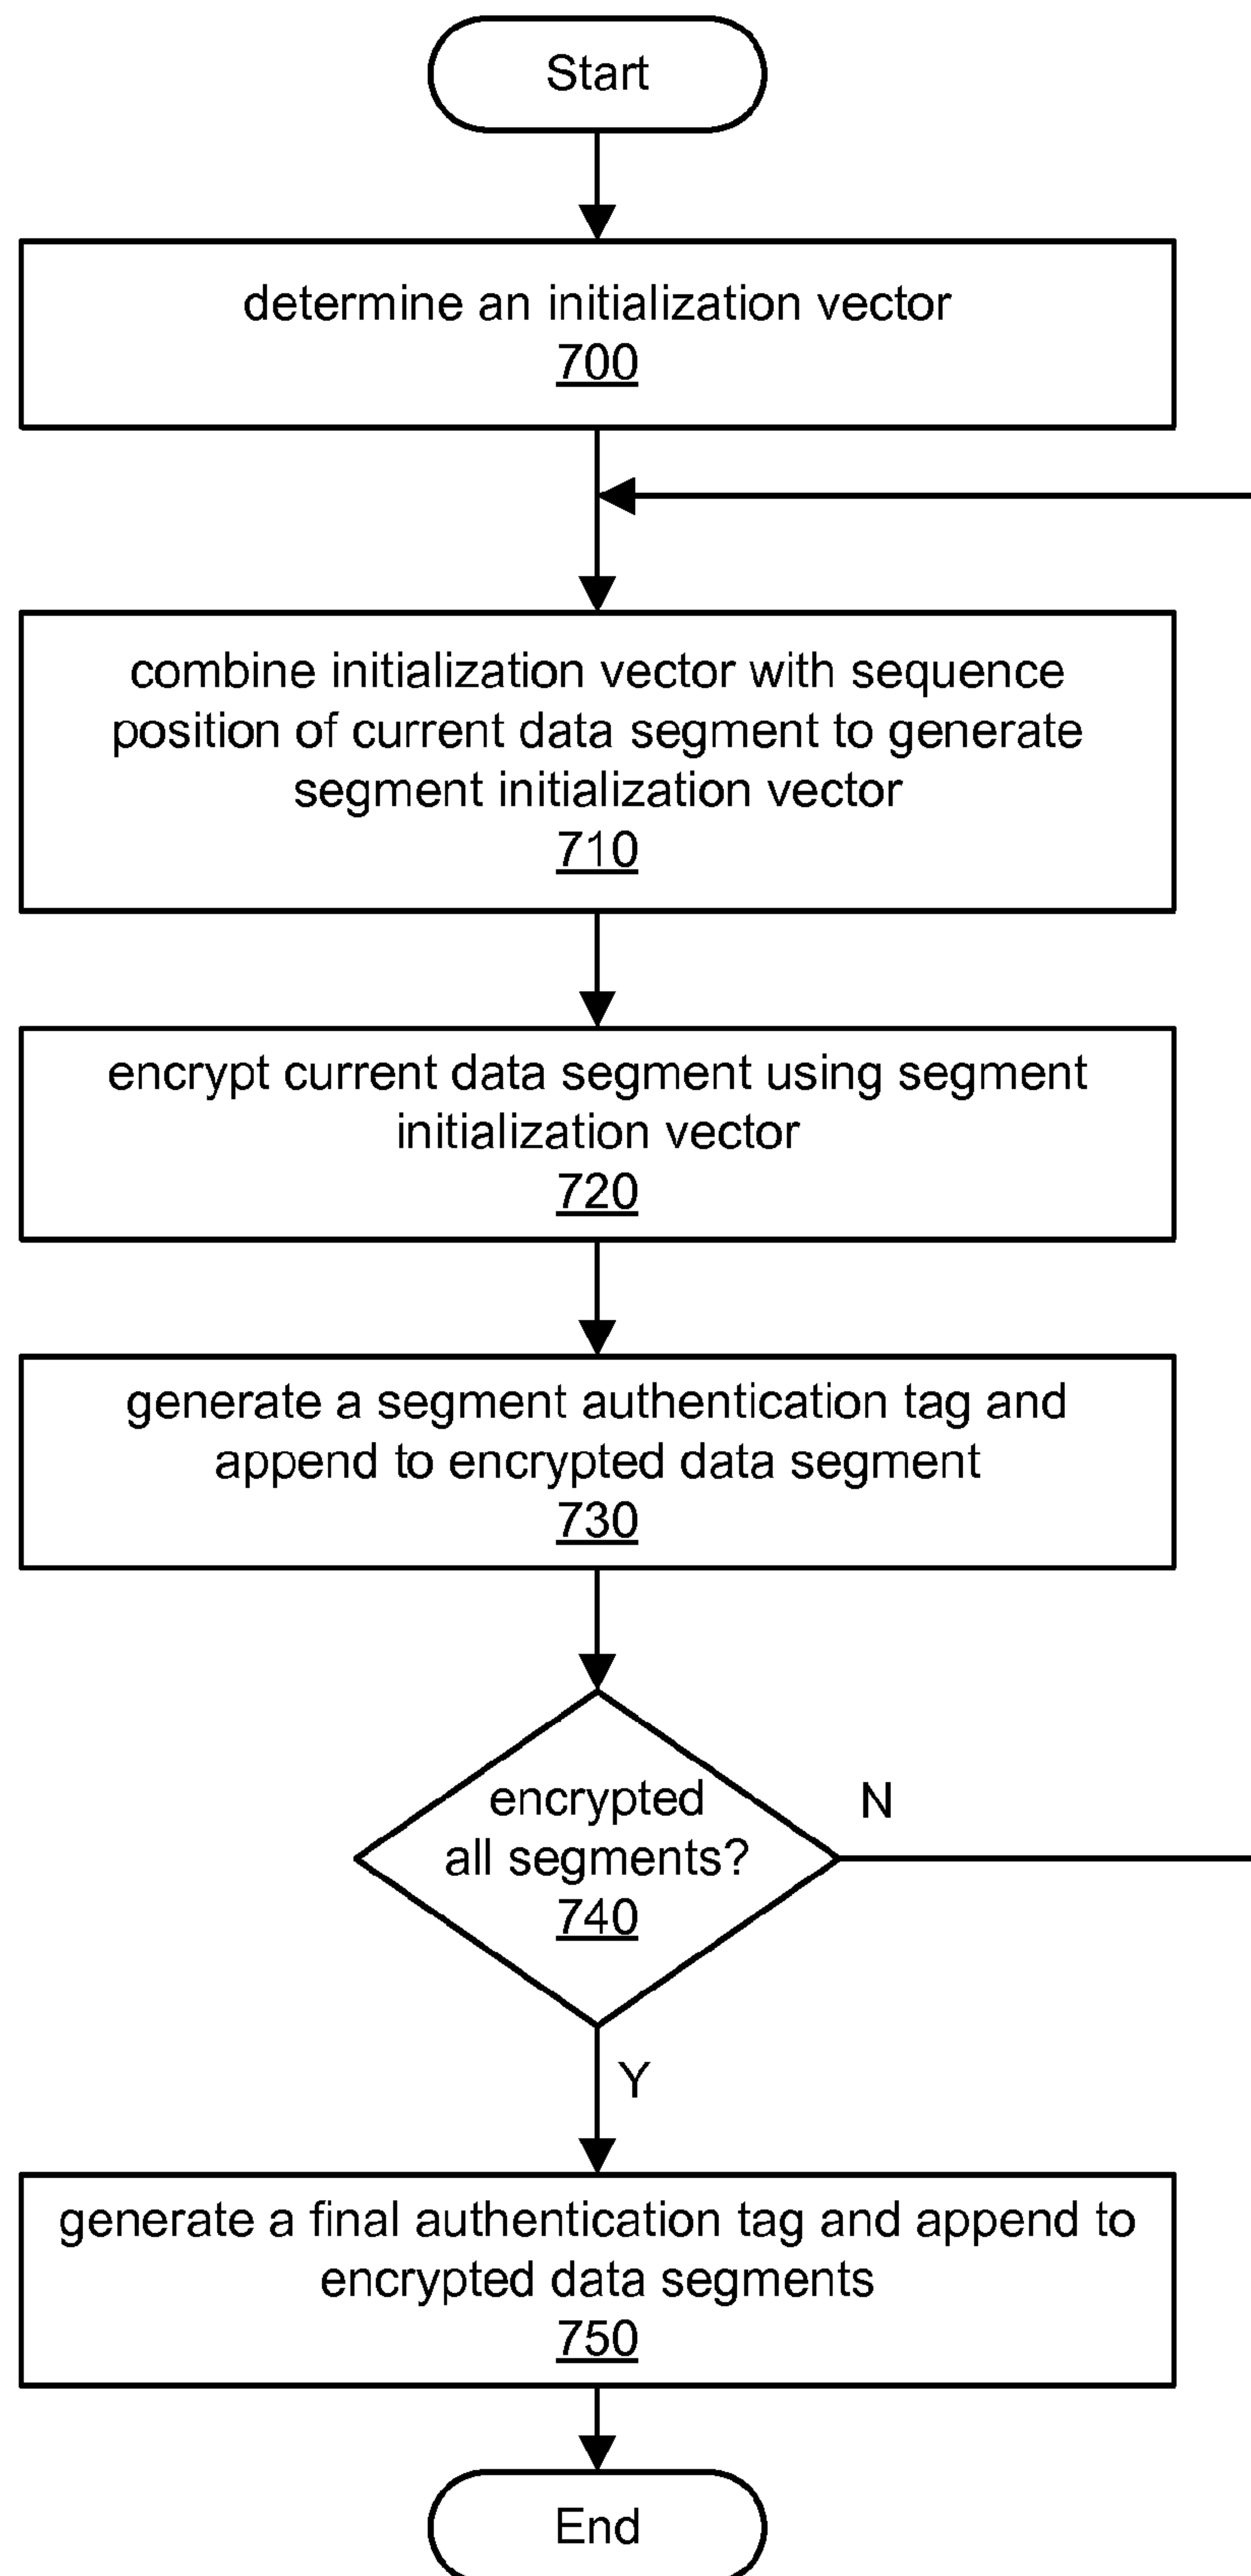 Start
determine an initialization vector
700
combine initialization vector with sequence
position of current data segment to generate
segment initialization vector
710
encrypt current data segment using segment
initialization vector
720
generate a segment authentication tag and
append to encrypted data segment
730
encrypted
all segments?
740
N
Y
generate a final authentication tag and append to
encrypted data segments
750
End